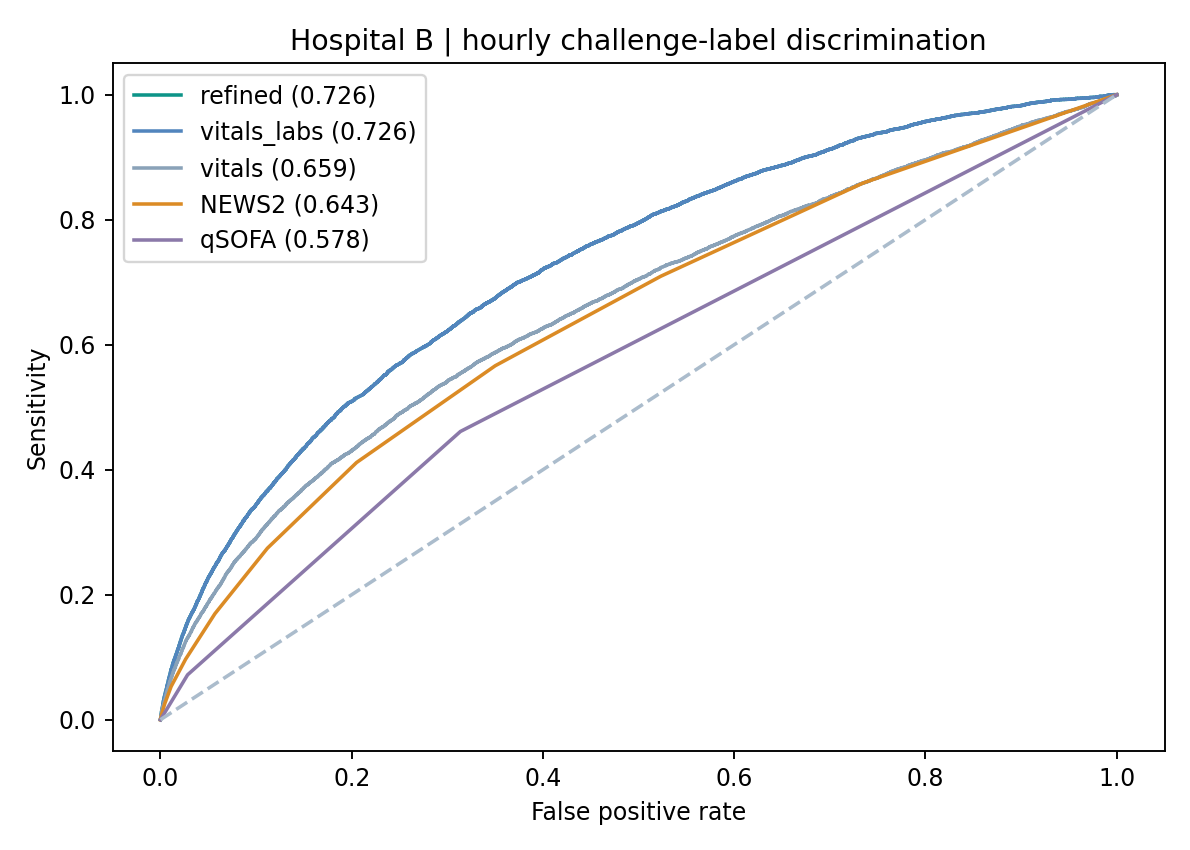 Hospital B | hourly challenge-label discrimination
refined (0.726)
vitals_labs (0.726)
vitals (0.659)
NEWS2 (0.643)
qSOFA (0.578)
1.0
0.8
0.6
0.4
0.2
0.0
Sensitivity
0.0 0.2 0.4 0.6 0.8 1.0
False positive rate